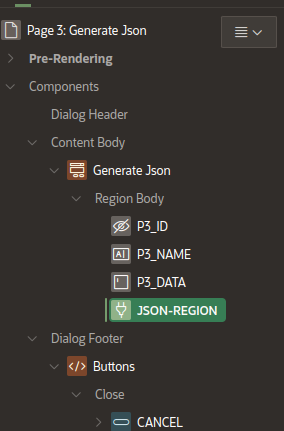 Page 3: Generate Json
Pre-Rendering
Components
Dialog Header
Content Body
Generate Json
Region Body
P3_ID
P3_NAME
P3_DATA
JSON-REGION
Dialog Footer
Buttons
Close
CANCEL